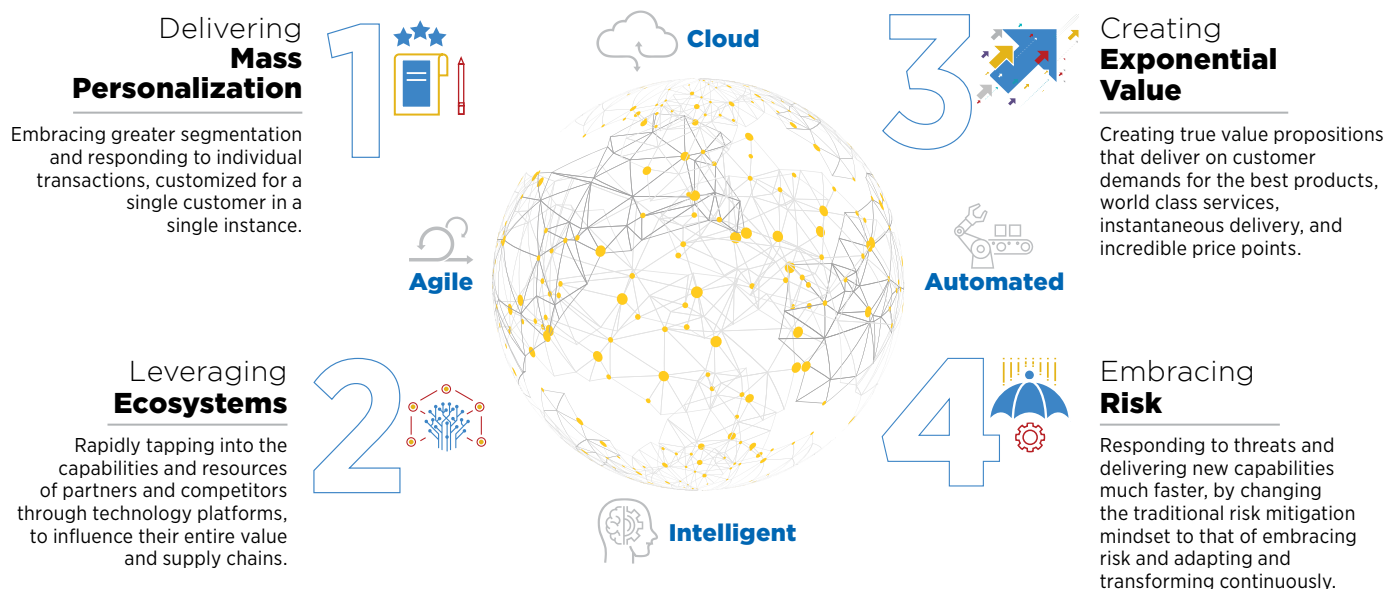 Delivering
Mass
Personalization
Embracing greater segmentation
and responding to individual
transactions, customized for a
single customer in a
single instance.
1
Leveraging
Ecosystems
Rapidly tapping into the
capabilities and resources
of partners and competitors
through technology platforms,
to influence their entire value
and supply chains.
2
Cloud
Agile
Automated
Intelligent
3
Creating
Exponential
Value
Creating true value propositions
that deliver on customer
demands for the best products,
world class services,
instantaneous delivery, and
incredible price points.
4
Embracing
Risk
Responding to threats and
delivering new capabilities
much faster, by changing
the traditional risk mitigation
mindset to that of embracing
risk and adapting and
transforming continuously.